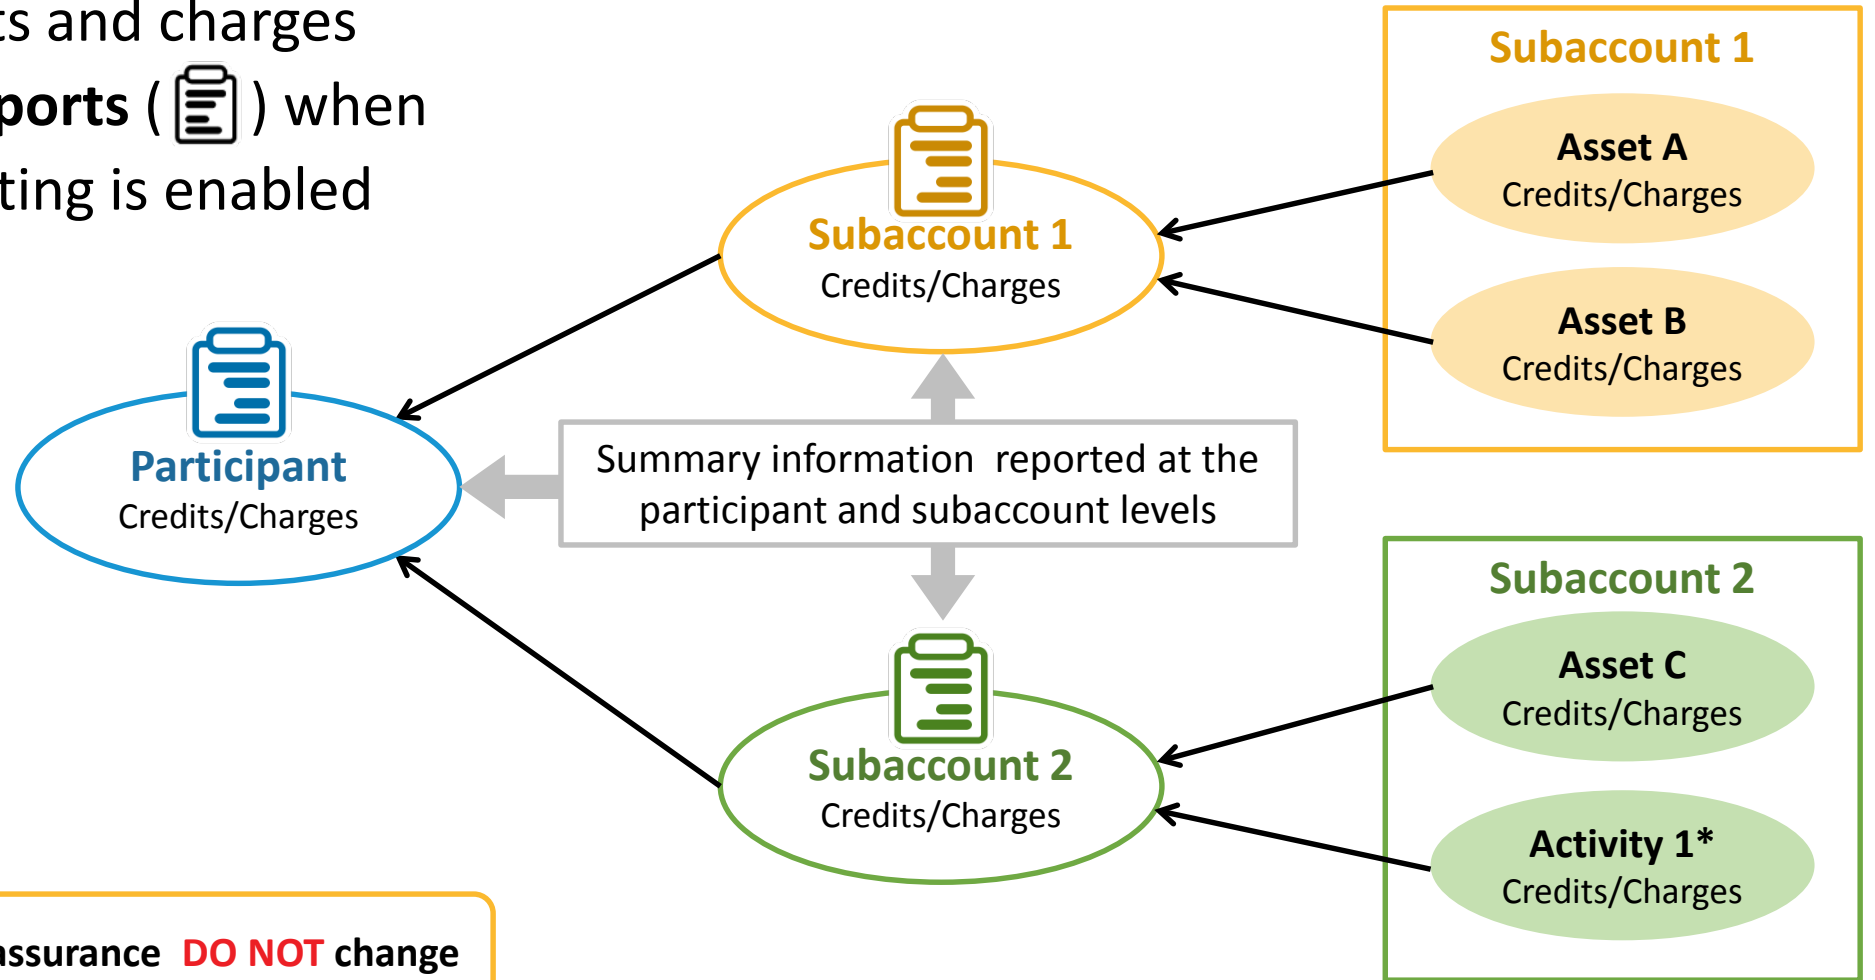 ts and charges
ports ( ) when
ting is enabled
Subaccount 1
Credits/Charges
Participant
Credits/Charges
Summary information reported at the
participant and subaccount levels
Subaccount 2
Credits/Charges
Subaccount 1
Asset A
Credits/Charges
Asset B
Credits/Charges
Subaccount 2
Asset C
Credits/Charges
Activity 1*
Credits/Charges
assurance DO NOT change